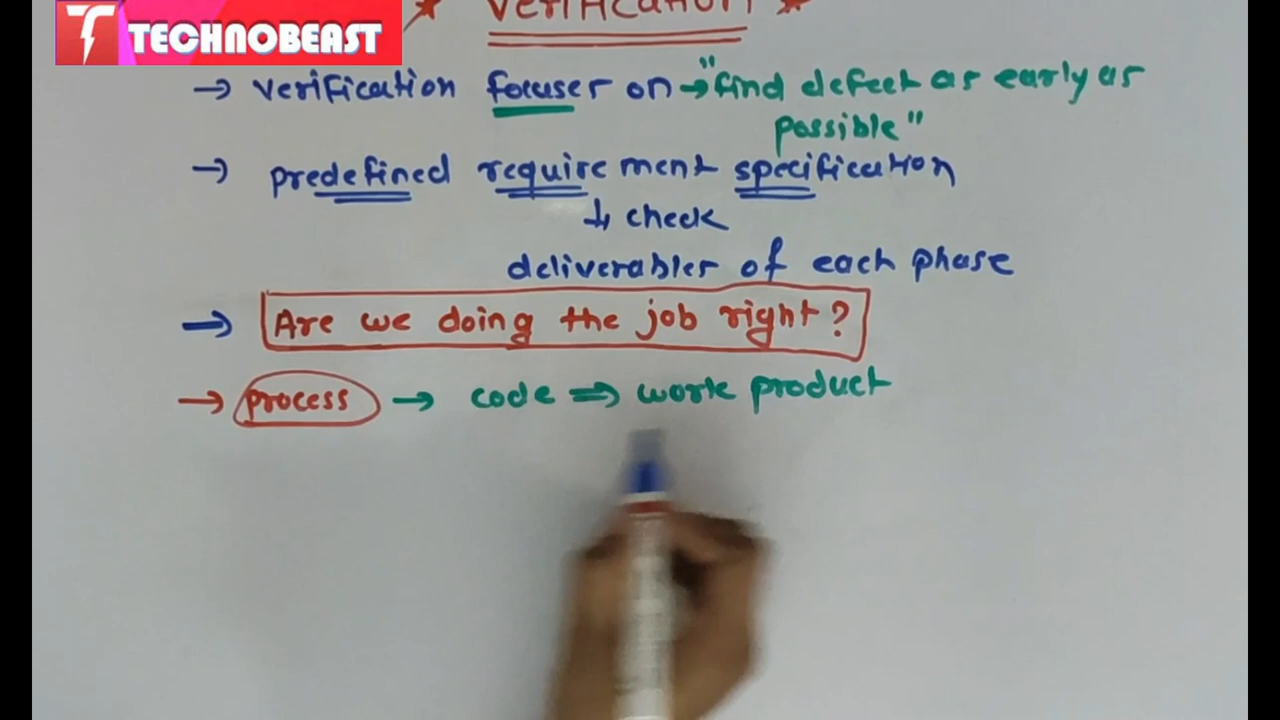 TECHNOBEAST
* Verification *
→ verification focuses on → "find defect as early as
possible"
→ predefined requirement specification
↓ check
deliverables of each phase
→ Are we doing the job right?
→ process → code ⇒ work product